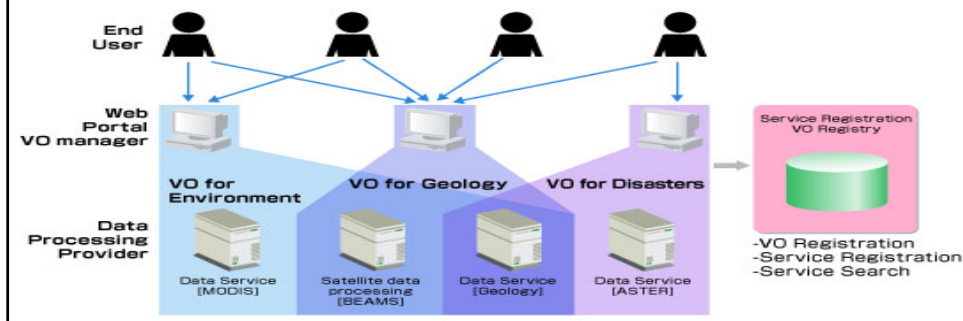 End
User
Web
Portal
VO manager
Service Registration
VO Registry
VO for
Environment
VO for Geology
VO for Disasters
Data
Processing
Provider
Data Service
[MODIS]
Satellite data
processing
[BEAMS]
Data Service
[Geology]
Data Service
[ASTER]
-VO Registration
-Service Registration
-Service Search